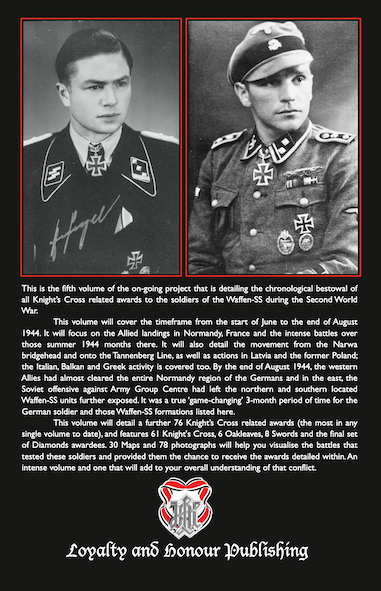 This is the fifth volume of the on-going project that is detailing the chronological bestowal of
all Knight's Cross related awards to the soldiers of the Waffen-SS during the Second World
War.
This volume will cover the timeframe from the start of June to the end of August
1944. It will focus on the Allied landings in Normandy, France and the intense battles over
those summer 1944 months there. It will also detail the movement from the Narwa
bridgehead and onto the Tannenberg Line, as well as actions in Latvia and the former Poland;
the Italian, Balkan and Greek activity is covered too. By the end of August 1944, the western
Allies had almost cleared the entire Normandy region of the Germans and in the east, the
Soviet offensive against Army Group Centre had left the northern and southern located
Waffen-SS units further exposed. It was a true 'game-changing' 3-month period of time for the
German soldier and those Waffen-SS formations listed here.
This volume will detail a further 76 Knight's Cross related awards (the most in any
single volume to date), and features 61 Knight's Cross, 6 Oakleaves, 8 Swords and the final set
of Diamonds awardees. 30 Maps and 78 photographs will help you visualise the battles that
tested these soldiers and provided them the chance to receive the awards detailed within. An
intense volume and one that will add to your overall understanding of that conflict.
Loyalty and Honour Publishing